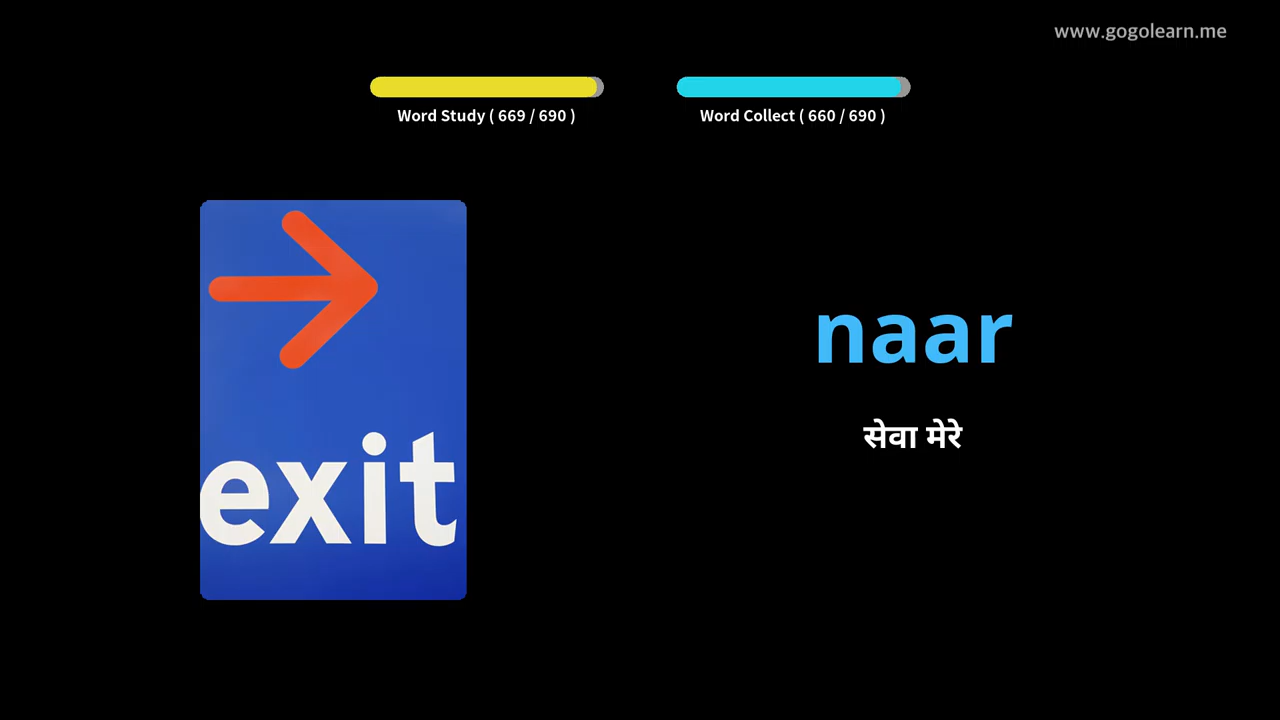 www.gogolearn.me
Word Study ( 669 / 690 )
Word Collect ( 660 / 690 )
exit
naar
सेवा मेरे